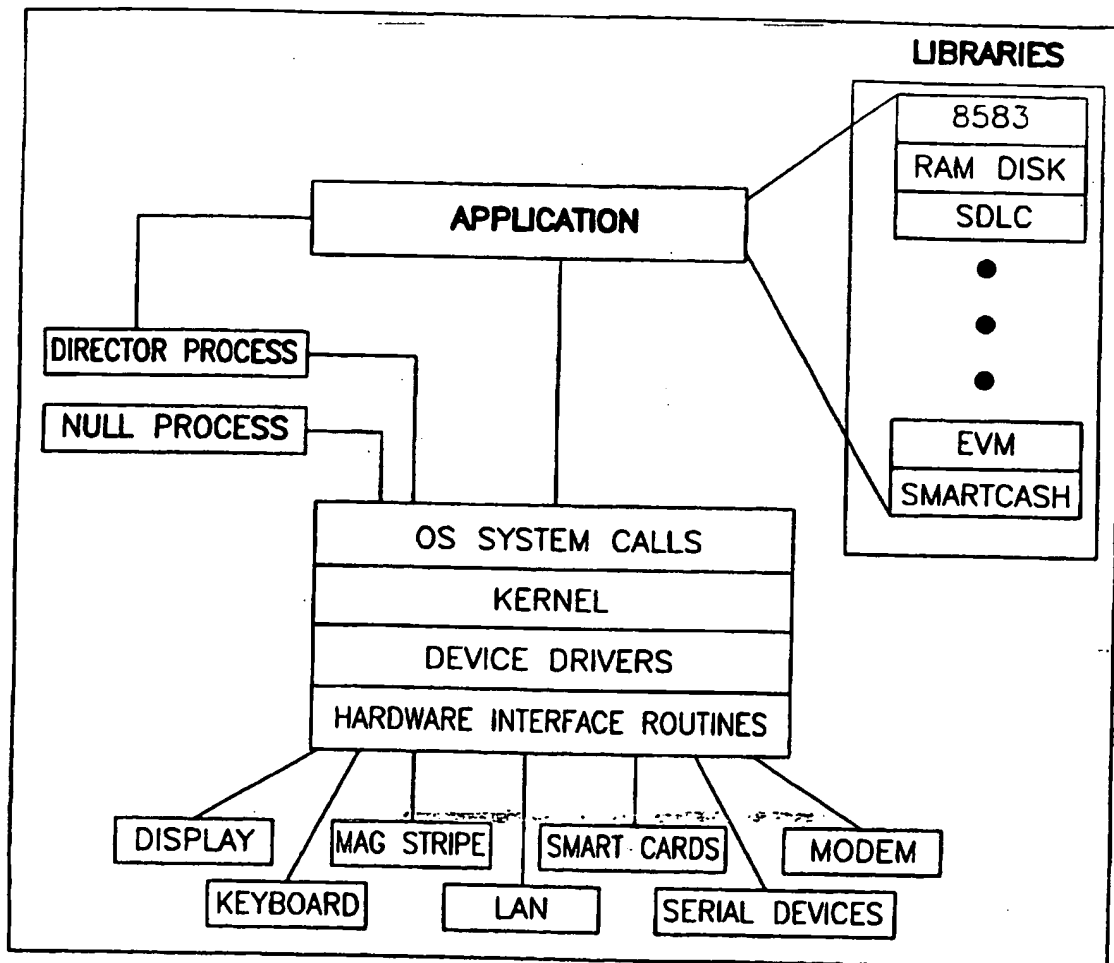 LIBRARIES
8583
RAM DISK
SDLC
APPLICATION
DIRECTOR PROCESS
NULL PROCESS
EVM
SMARTCASH
OS SYSTEM CALLS
KERNEL
DEVICE DRIVERS
HARDWARE INTERFACE ROUTINES
DISPLAY
MAG STRIPE
SMART CARDS
MODEM
KEYBOARD
LAN
SERIAL DEVICES